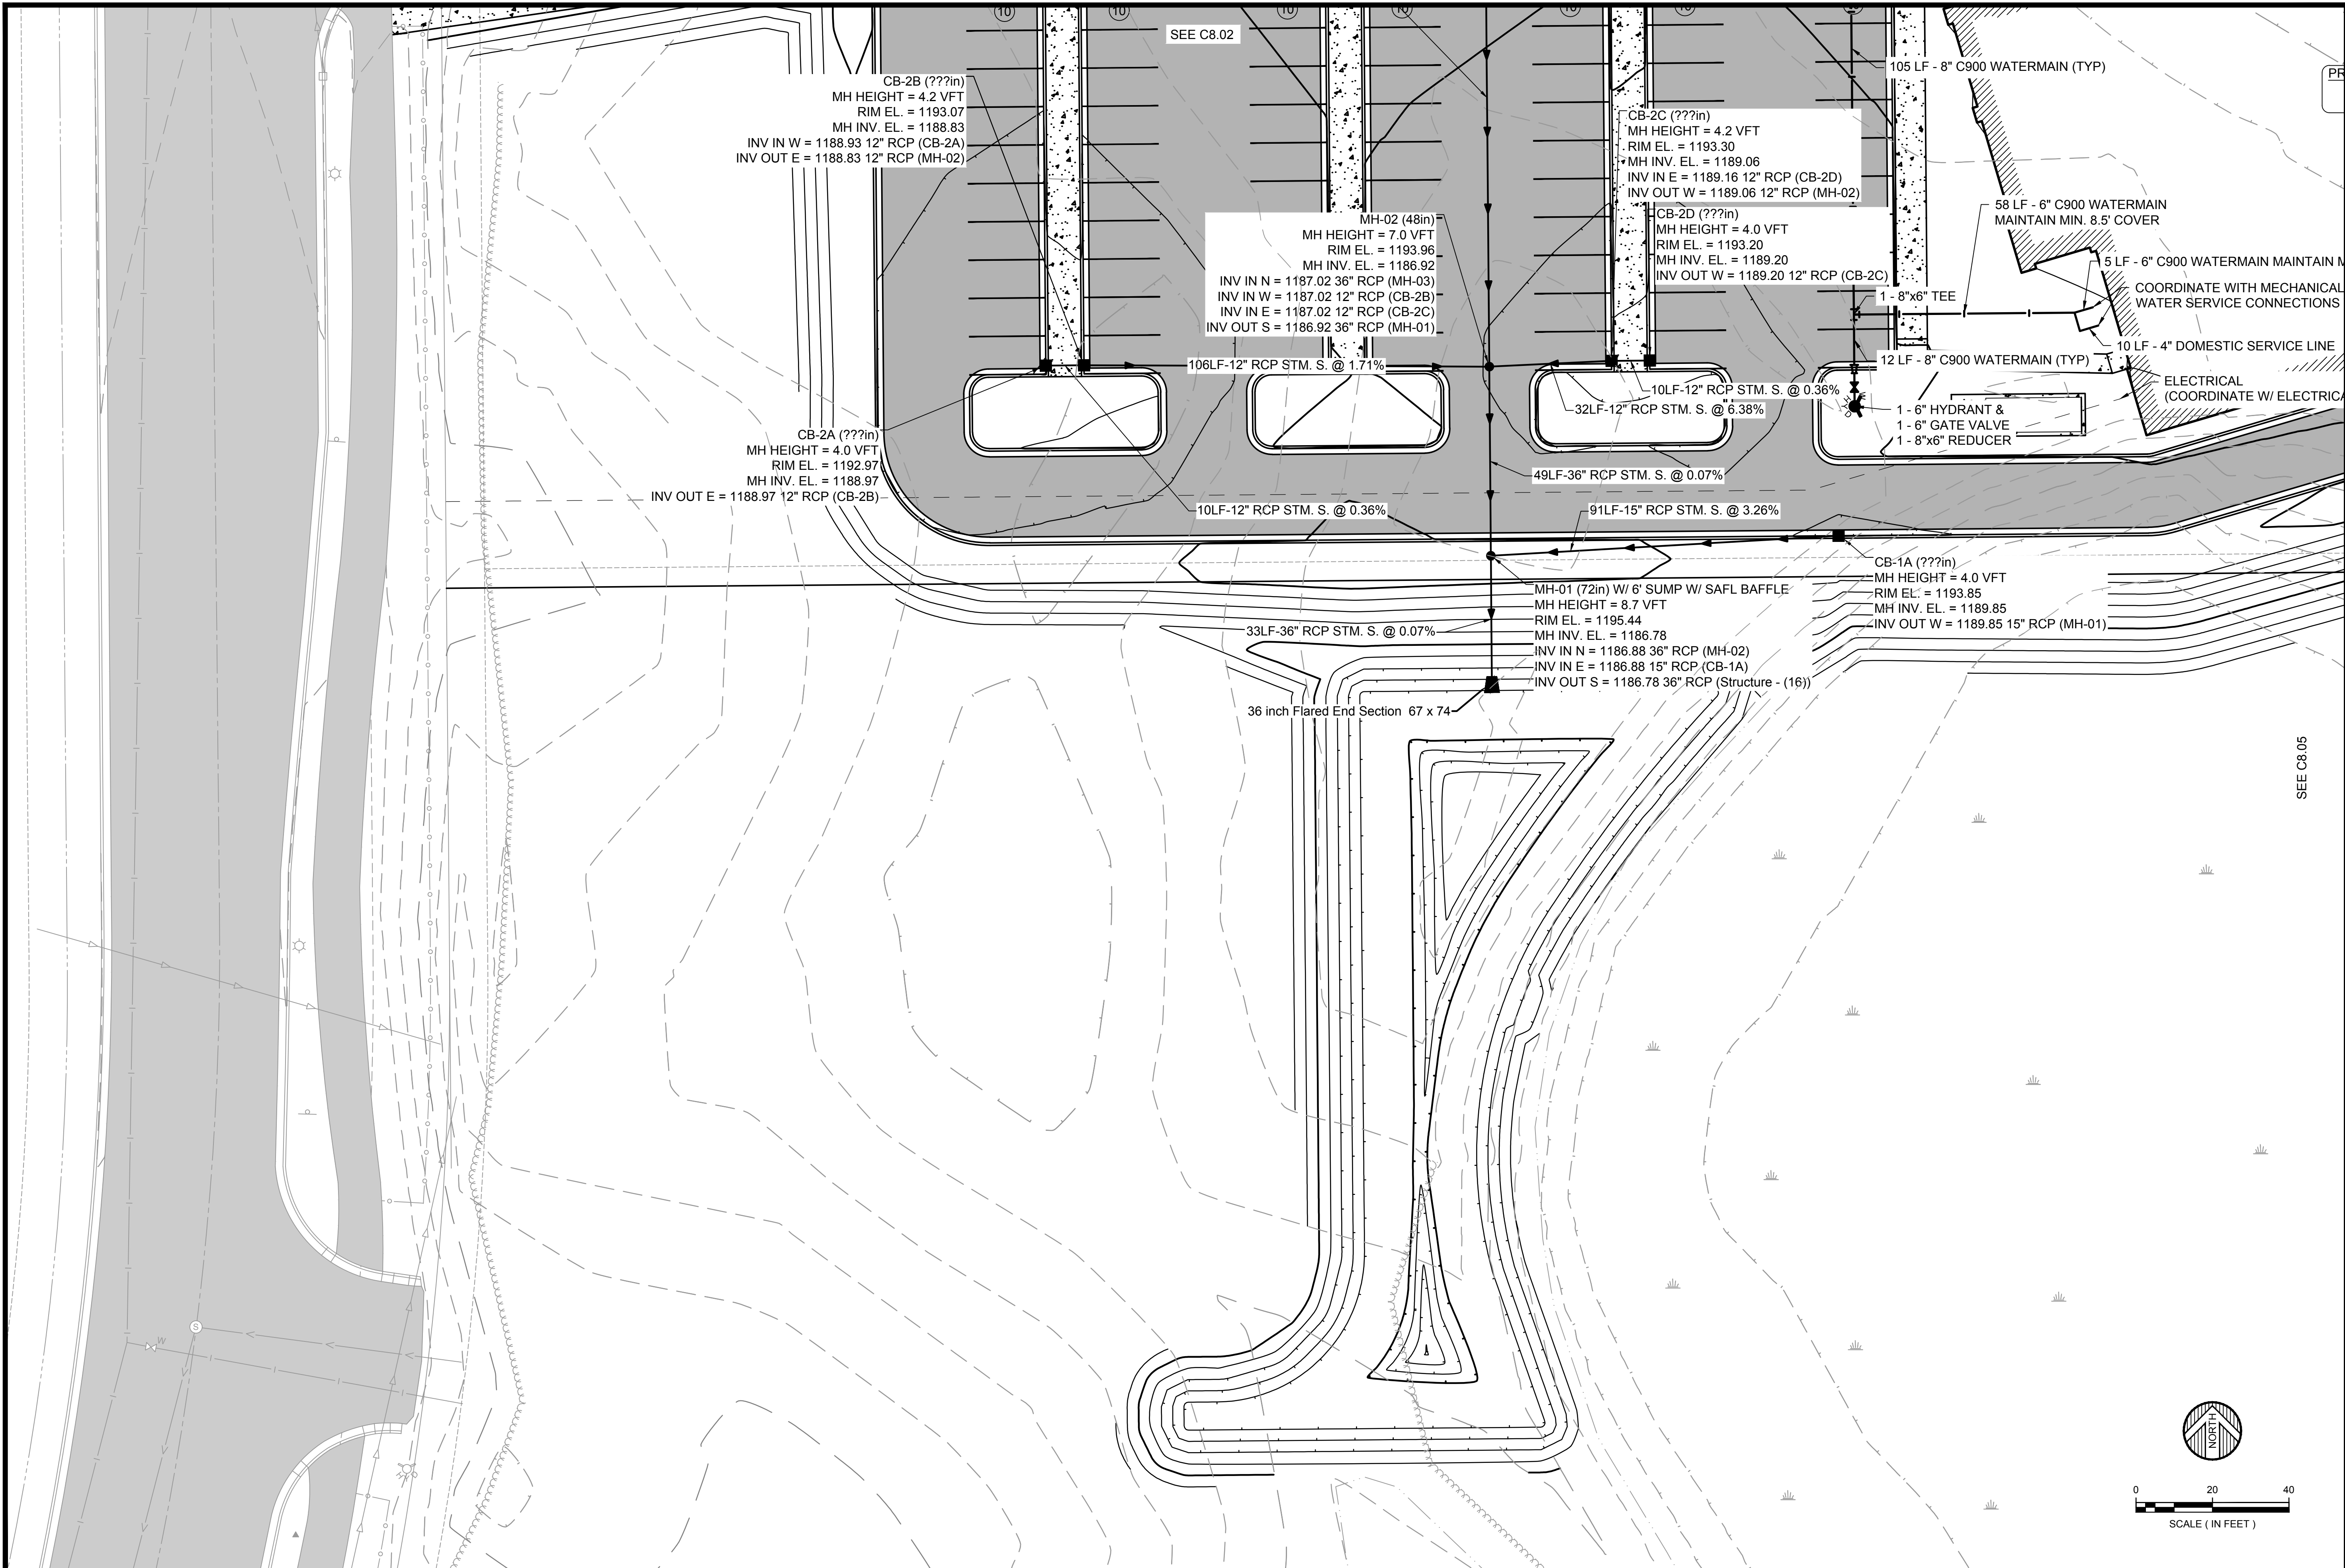 10
10
10
10
10
10
SEE C8.02
105 LF - 8" C900 WATERMAIN (TYP)
PR
CB-2B (???in)
MH HEIGHT = 4.2 VFT
RIM EL. = 1193.07
MH INV. EL. = 1188.83
INV IN W = 1188.93 12" RCP (CB-2A)
INV OUT E = 1188.83 12" RCP (MH-02)
CB-2C (???in)
MH HEIGHT = 4.2 VFT
RIM EL. = 1193.30
MH INV. EL. = 1189.06
INV IN E = 1189.16 12" RCP (CB-2D)
INV OUT W = 1189.06 12" RCP (MH-02)
MH-02 (48in)
MH HEIGHT = 7.0 VFT
RIM EL. = 1193.96
MH INV. EL. = 1186.92
INV IN N = 1187.02 36" RCP (MH-03)
INV IN W = 1187.02 12" RCP (CB-2B)
INV IN E = 1187.02 12" RCP (CB-2C)
INV OUT S = 1186.92 36" RCP (MH-01)
CB-2D (???in)
MH HEIGHT = 4.0 VFT
RIM EL. = 1193.20
MH INV. EL. = 1189.20
INV OUT W = 1189.20 12" RCP (CB-2C)
58 LF - 6" C900 WATERMAIN
MAINTAIN MIN. 8.5' COVER
5 LF - 6" C900 WATERMAIN MAINTAIN M
COORDINATE WITH MECHANICAL
WATER SERVICE CONNECTIONS
1 - 8"x6" TEE
10 LF - 4" DOMESTIC SERVICE LINE
12 LF - 8" C900 WATERMAIN (TYP)
106LF-12" RCP STM. S. @ 1.71%
10LF-12" RCP STM. S. @ 0.36%
32LF-12" RCP STM. S. @ 6.38%
ELECTRICAL
(COORDINATE W/ ELECTRICA
HYD
1 - 6" HYDRANT &
1 - 6" GATE VALVE
1 - 8"x6" REDUCER
CB-2A (???in)
MH HEIGHT = 4.0 VFT
RIM EL. = 1192.97
MH INV. EL. = 1188.97
INV OUT E = 1188.97 12" RCP (CB-2B)
49LF-36" RCP STM. S. @ 0.07%
10LF-12" RCP STM. S. @ 0.36%
91LF-15" RCP STM. S. @ 3.26%
CB-1A (???in)
MH HEIGHT = 4.0 VFT
RIM EL. = 1193.85
MH INV. EL. = 1189.85
INV OUT W = 1189.85 15" RCP (MH-01)
MH-01 (72in) W/ 6' SUMP W/ SAFL BAFFLE
MH HEIGHT = 8.7 VFT
RIM EL. = 1195.44
MH INV. EL. = 1186.78
INV IN N = 1186.88 36" RCP (MH-02)
INV IN E = 1186.88 15" RCP (CB-1A)
INV OUT S = 1186.78 36" RCP (Structure - (16))
33LF-36" RCP STM. S. @ 0.07%
36 inch Flared End Section 67 x 74
SEE C8.05
S
W
NORTH
0 20 40
SCALE ( IN FEET )